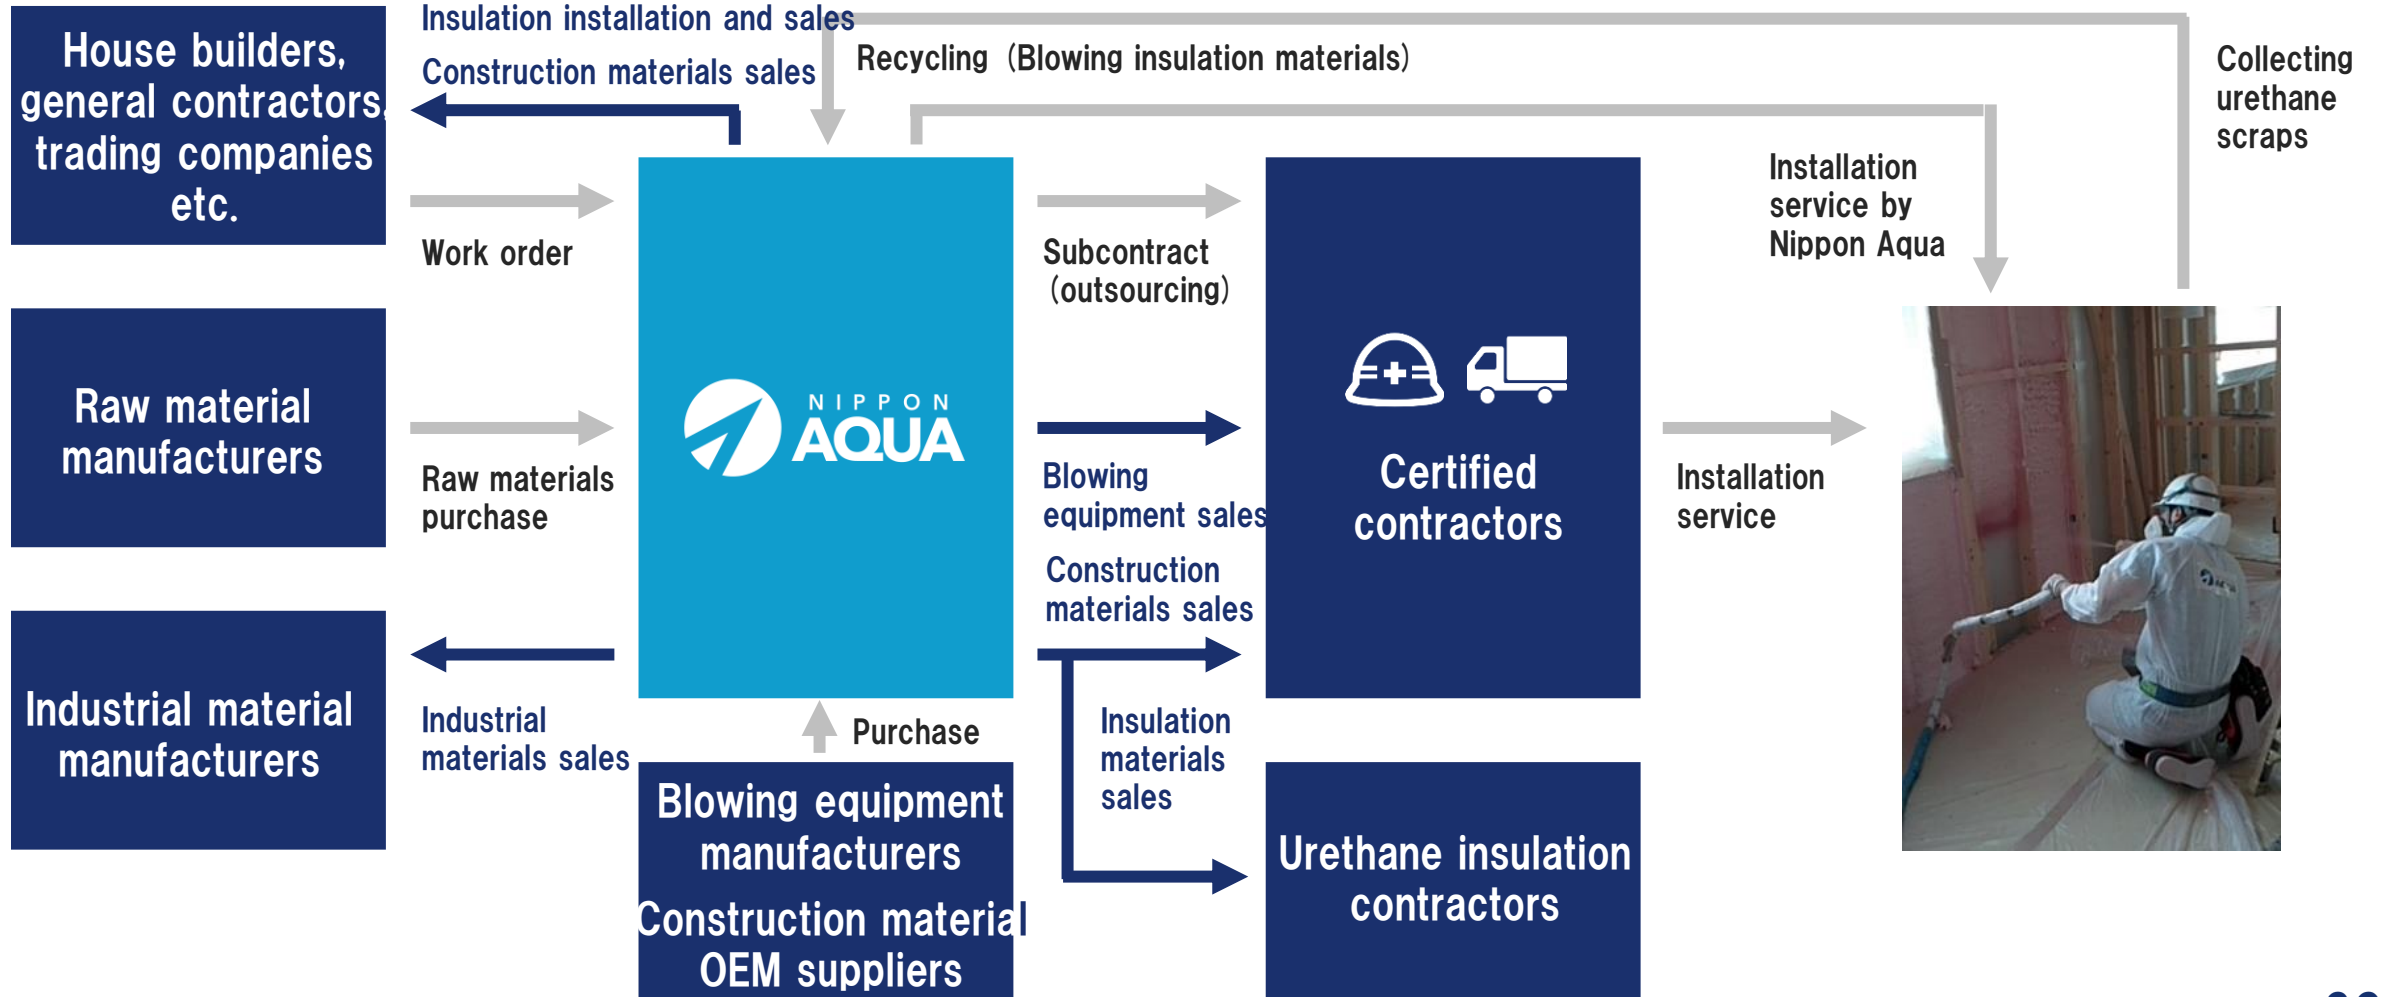 Insulation installation and sales
Construction materials sales
Recycling (Blowing insulation materials)
Collecting
urethane
scraps
House builders,
general contractors,
trading companies
etc.
Work order
Subcontract
(outsourcing)
Installation
service by
Nippon Aqua
Raw material
manufacturers
Raw materials
purchase
NIPPON
AQUA
Blowing
equipment sales
Construction
materials sales
Certified
contractors
Installation
service
Industrial material
manufacturers
Industrial
materials sales
Purchase
Insulation
materials
sales
Blowing equipment
manufacturers
Construction material
OEM suppliers
Urethane insulation
contractors